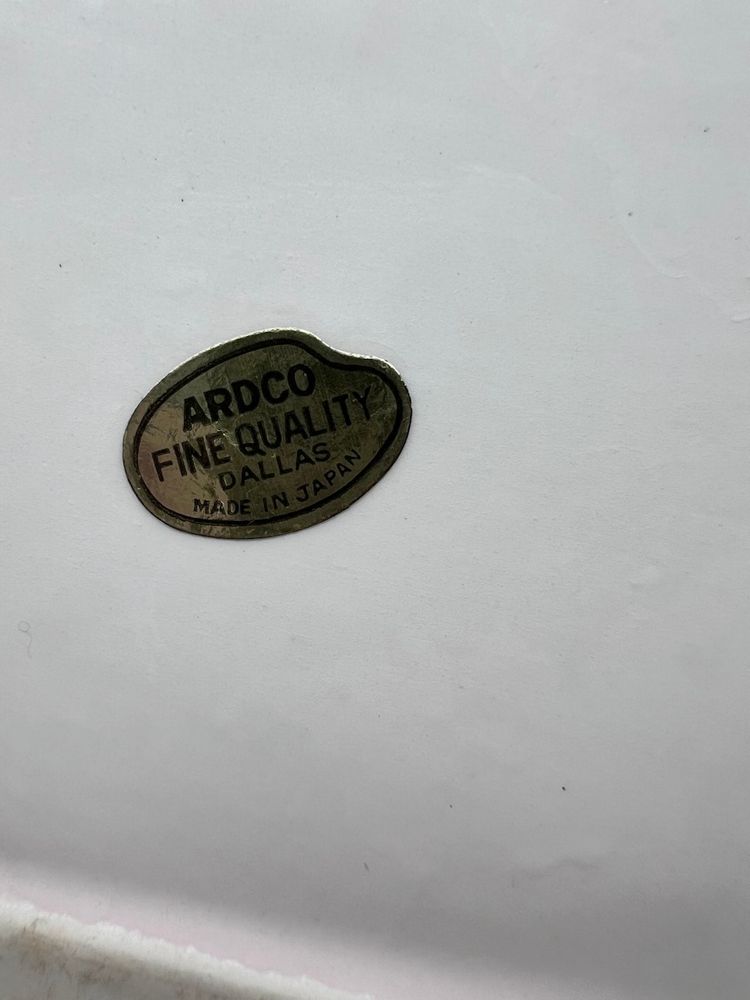 ARDCO
FINE QUALITY
DALLAS
MADE IN JAPAN